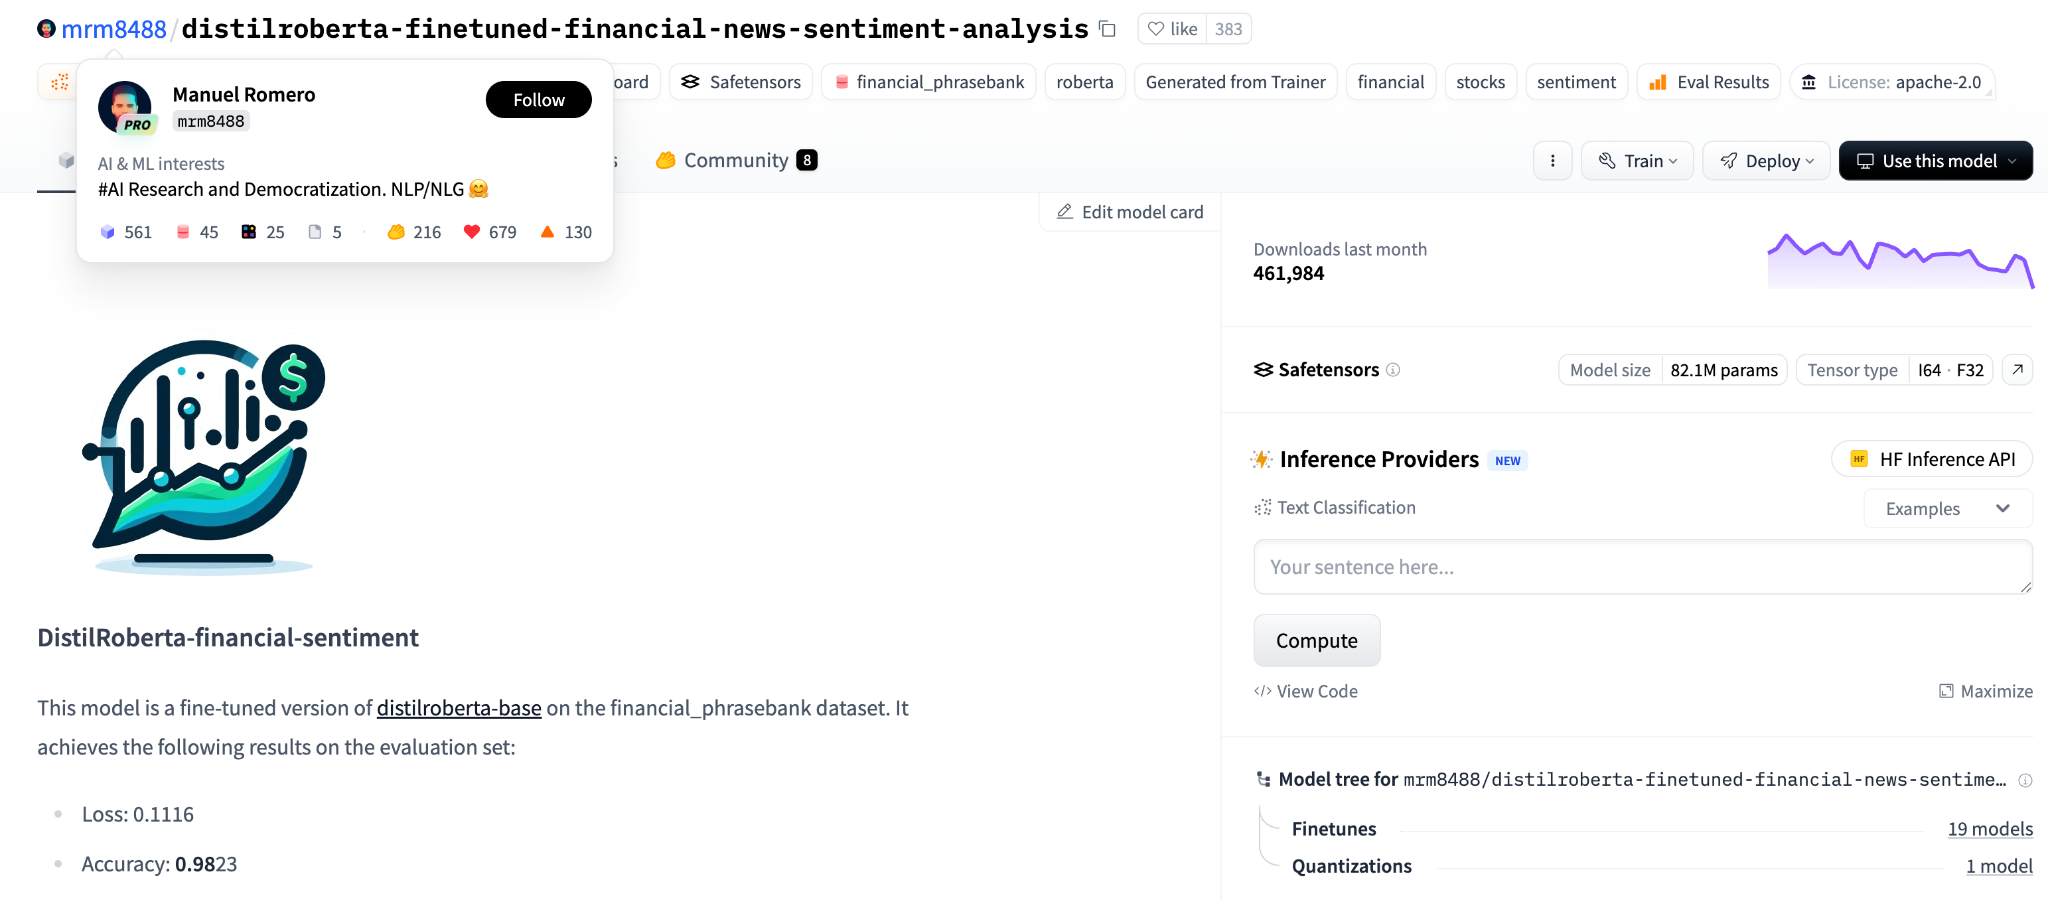 mrm8488/distilroberta-finetuned-financial-news-sentiment-analysis like 383
oard Safetensors financial_phrasebank roberta Generated from Trainer financial stocks sentiment Eval Results License: apache-2.0
Manuel Romero Follow
PRO mrm8488
AI & ML interests
#AI Research and Democratization. NLP/NLG 🤗
561 45 25 5 · 216 679 130
s Community 8 Train Deploy Use this model
Edit model card
Downloads last month
461,984
Safetensors Model size 82.1M params Tensor type I64 · F32
$
Inference Providers NEW HF HF Inference API
Text Classification Examples
Your sentence here...
Compute
</> View Code Maximize
DistilRoberta-financial-sentiment
This model is a fine-tuned version of distilroberta-base on the financial_phrasebank dataset. It
achieves the following results on the evaluation set:
• Loss: 0.1116
• Accuracy: 0.9823
Model tree for mrm8488/distilroberta-finetuned-financial-news-sentime…
Finetunes 19 models
Quantizations 1 model